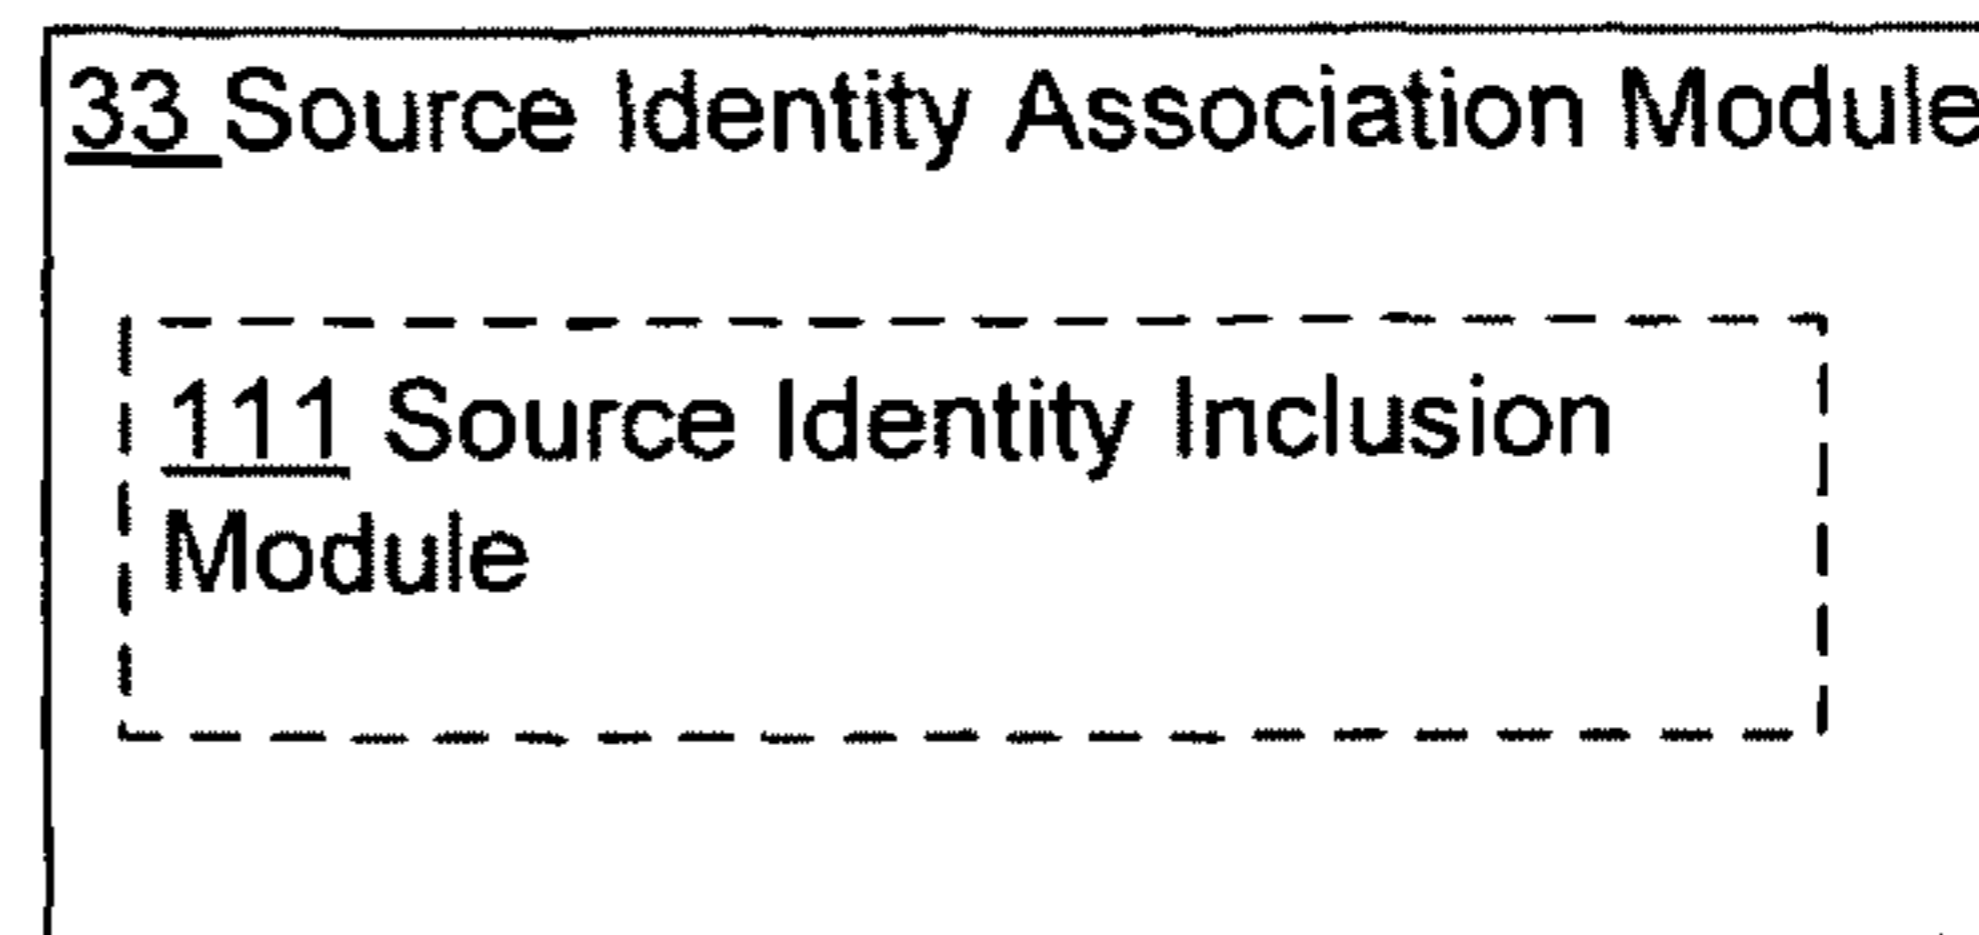 33 Source Identity Association Module
111 Source Identity Inclusion
Module